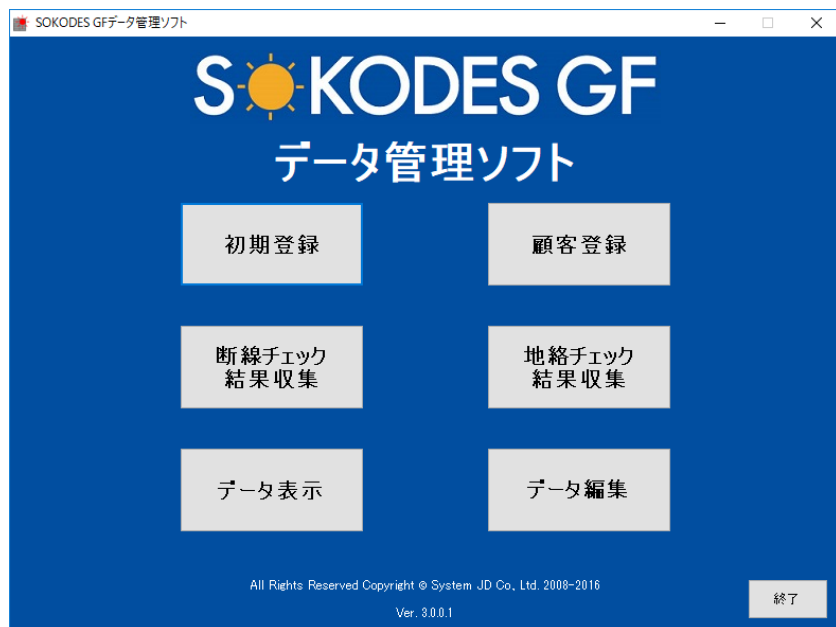 SOKODES GFデータ管理ソフト
SOKODES GF
データ管理ソフト
初期登録
顧客登録
断線チェック
結果収集
地絡チェック
結果収集
データ表示
データ編集
All Rights Reserved Copyright © System JD Co., Ltd. 2008-2016
Ver. 3.0.0.1
終了